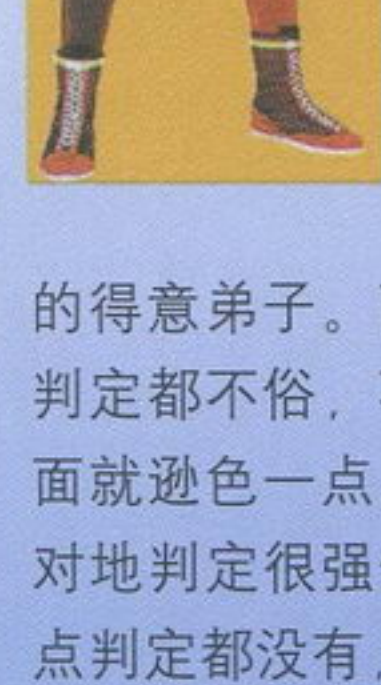 的得意弟子。
判定都不俗，
面就逊色一点
对地判定很强
点判定都没有，